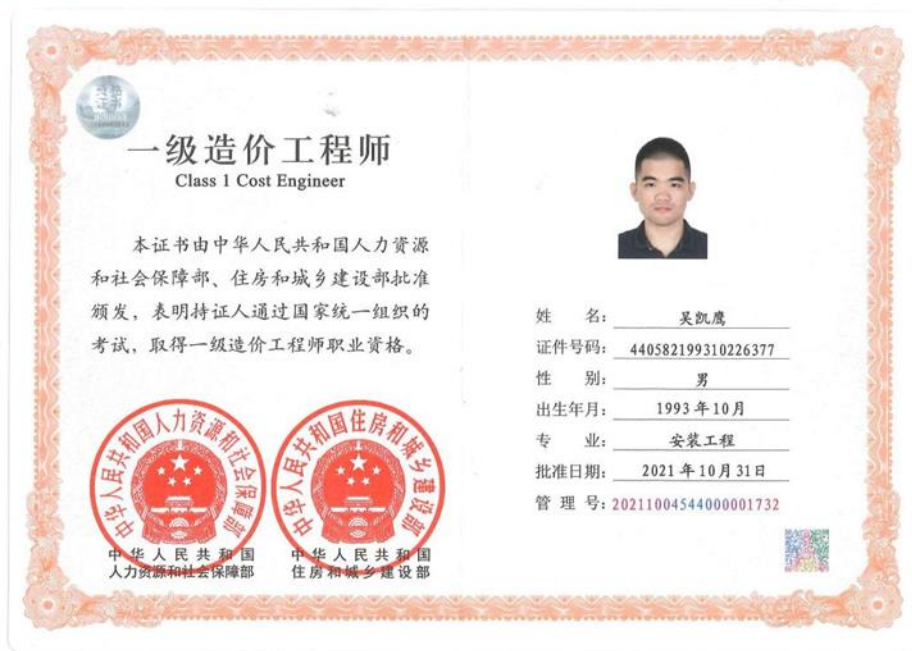 一级造价工程师
Class 1 Cost Engineer
本证书由中华人民共和国人力资源
和社会保障部、住房和城乡建设部批准
颁发，表明持证人通过国家统一组织的
考试，取得一级造价工程师职业资格。
中华人民共和国人力资源和社会保障部
中华人民共和国
人力资源和社会保障部
中华人民共和国住房和城乡建设部
中华人民共和国
住房和城乡建设部
姓 名：吴凯鹰
证件号码：440582199310226377
性 别：男
出生年月：1993年10月
专 业：安装工程
批准日期：2021年10月31日
管 理 号：20211004544000001732